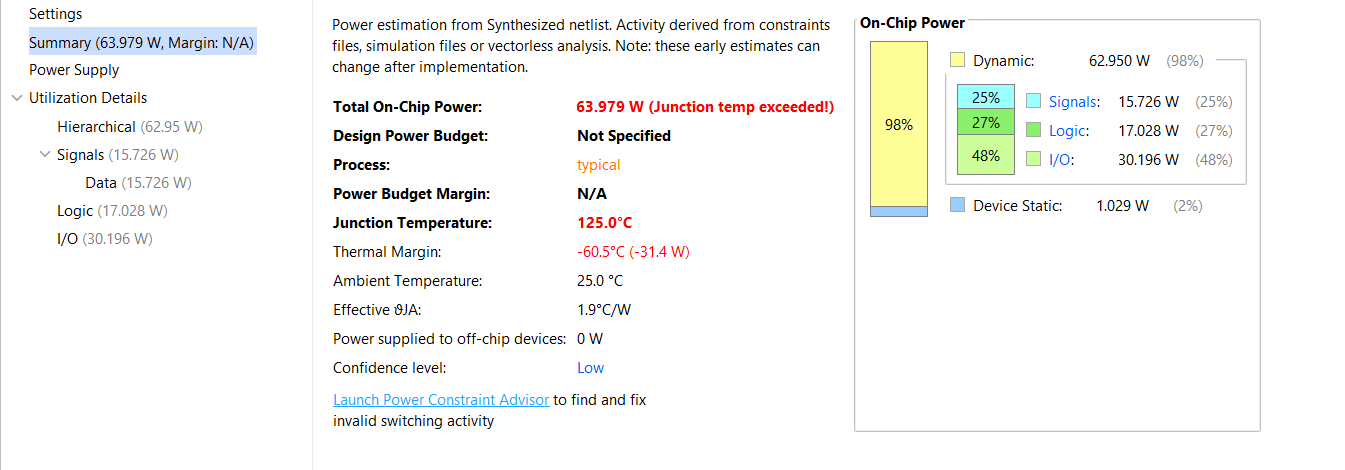 Settings
Summary (63.979 W, Margin: N/A)
Power Supply
Utilization Details
Hierarchical (62.95 W)
Signals (15.726 W)
Data (15.726 W)
Logic (17.028 W)
I/O (30.196 W)
Power estimation from Synthesized netlist. Activity derived from constraints
files, simulation files or vectorless analysis. Note: these early estimates can
change after implementation.
Total On-Chip Power: 63.979 W (Junction temp exceeded!)
Design Power Budget: Not Specified
Process: typical
Power Budget Margin: N/A
Junction Temperature: 125.0°C
Thermal Margin: -60.5°C (-31.4 W)
Ambient Temperature: 25.0 °C
Effective ϑJA: 1.9°C/W
Power supplied to off-chip devices: 0 W
Confidence level: Low
Launch Power Constraint Advisor to find and fix
invalid switching activity
On-Chip Power
98%
Dynamic: 62.950 W (98%)
25% Signals: 15.726 W (25%)
27% Logic: 17.028 W (27%)
48% I/O: 30.196 W (48%)
Device Static: 1.029 W (2%)